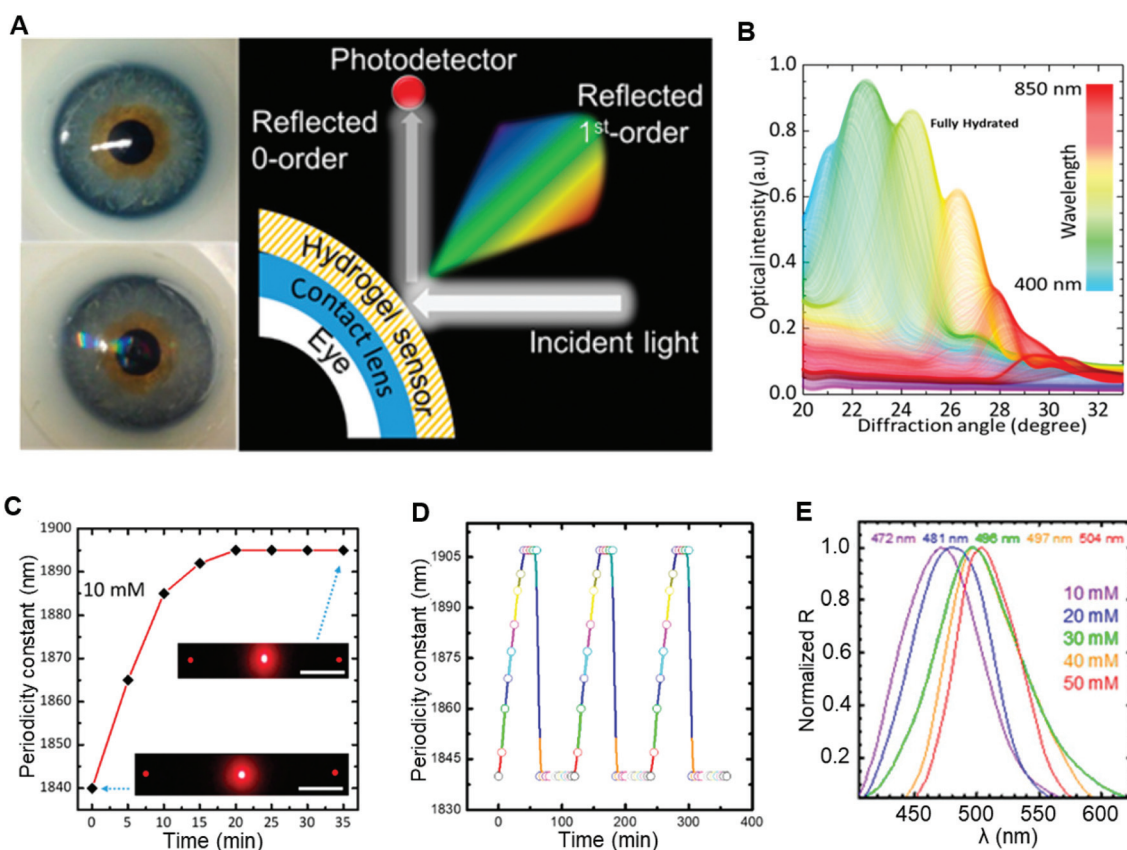 A
Photodetector
Reflected
0-order
Reflected
1st-order
Hydrogel sensor
Contact lens
Eye
Incident light
B
Optical intensity (a.u)
1.0
0.8
0.6
0.4
0.2
0.0
Fully Hydrated
850 nm
Wavelength
400 nm
20 22 24 26 28 30 32
Diffraction angle (degree)
C
Periodicity constant (nm)
1900
1890
1880
1870
1860
1850
1840
10 mM
0 5 10 15 20 25 30 35
Time (min)
D
Periodicity constant (nm)
1905
1890
1875
1860
1845
1830
0 100 200 300 400
Time (min)
E
Normalized R
1.0
0.8
0.6
0.4
0.2
472 nm 481 nm 496 nm 497 nm 504 nm
10 mM
20 mM
30 mM
40 mM
50 mM
450 500 550 600
λ (nm)